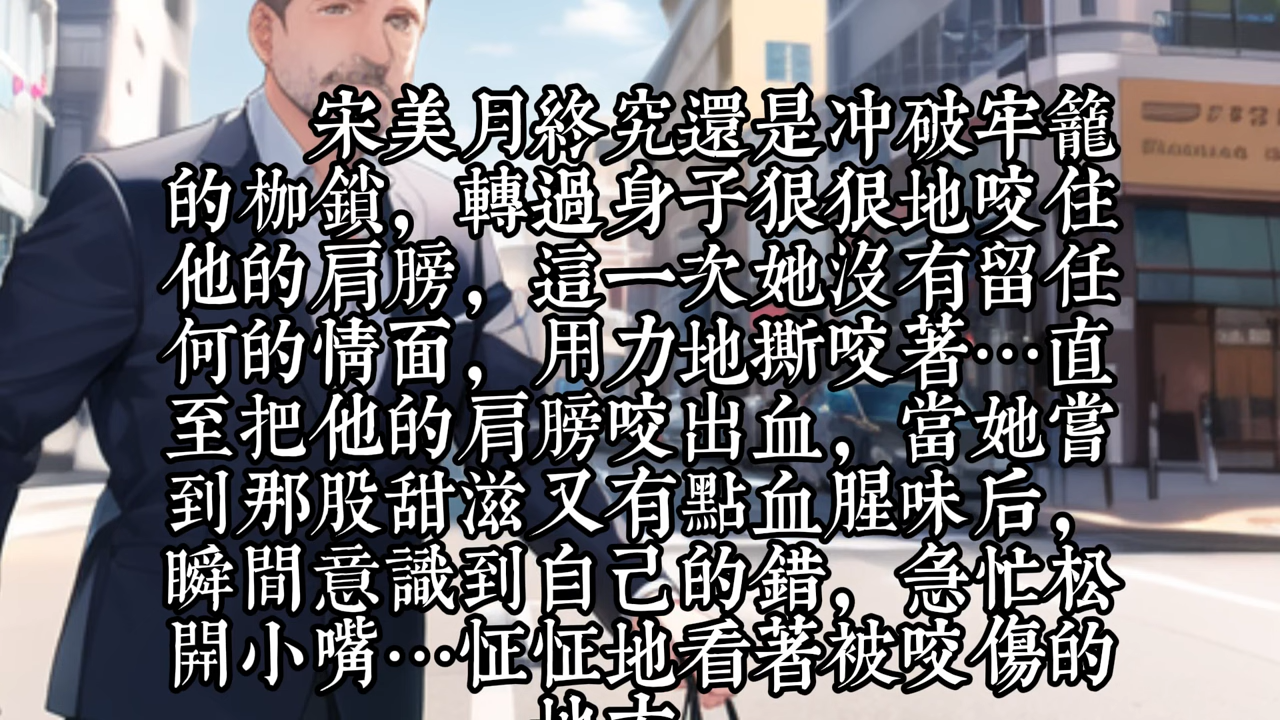 宋美月終究還是冲破牢籠
的枷鎖，轉過身子狠狠地咬住
他的肩膀，這一次她沒有留任
何的情面，用力地撕咬著…直
至把他的肩膀咬出血，當她嘗
到那股甜滋又有點血腥味后，
瞬間意識到自己的錯，急忙松
開小嘴…怔怔地看著被咬傷的
地方